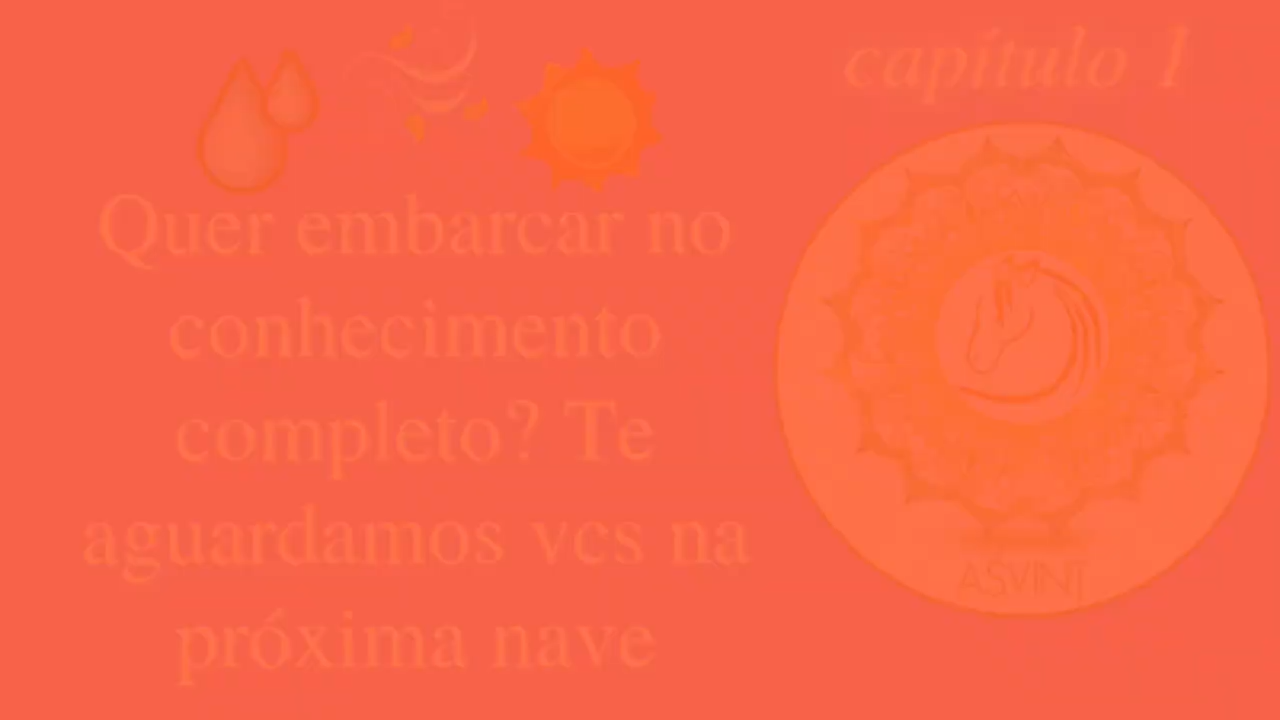 capítulo 1
Quer embarcar no
conhecimento
completo? Te
aguardamos vcs na
próxima nave
ASVINI